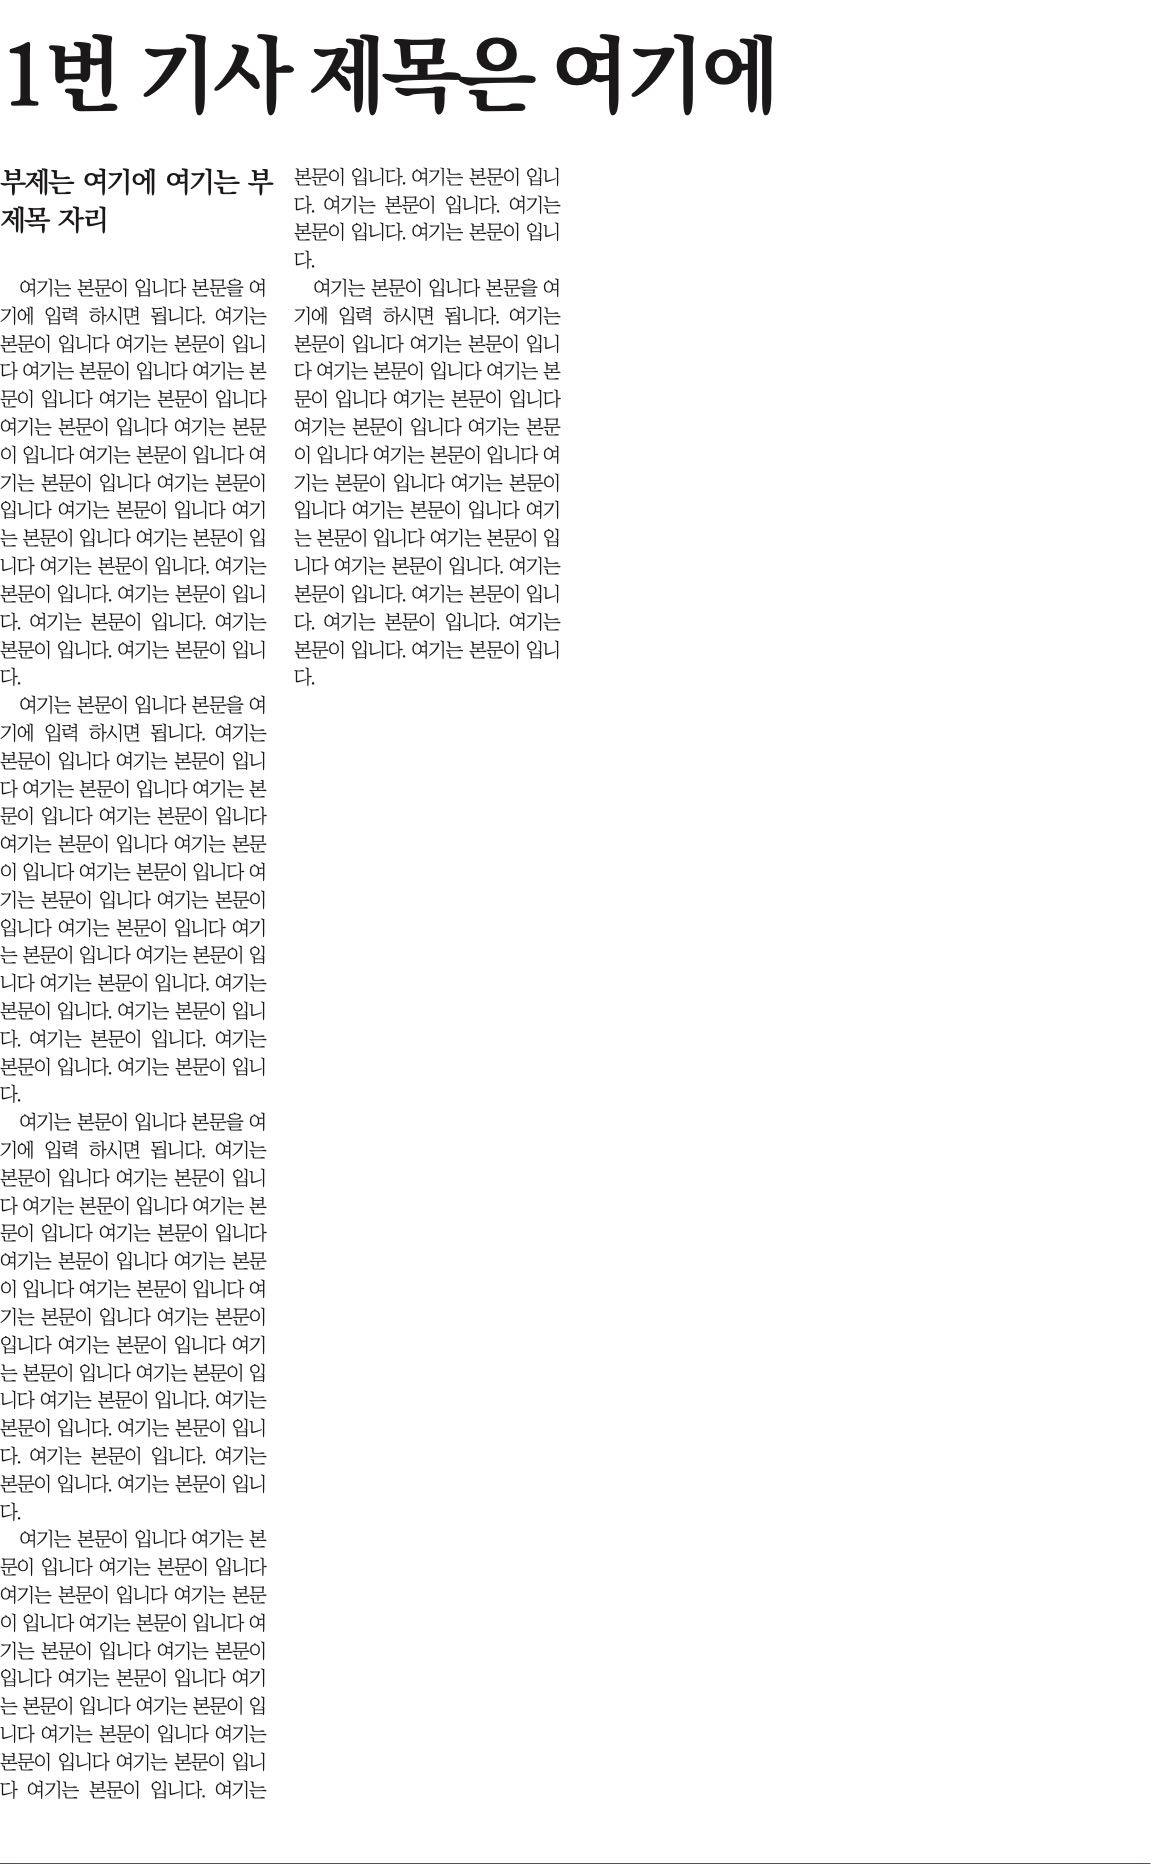 1번 기사 제목은 여기에
부제는 여기에 여기는 부
제목 자리
여기는 본문이 입니다 본문을 여
기에 입력 하시면 됩니다. 여기는
본문이 입니다 여기는 본문이 입니
다 여기는 본문이 입니다 여기는 본
문이 입니다 여기는 본문이 입니다
여기는 본문이 입니다 여기는 본문
이 입니다 여기는 본문이 입니다 여
기는 본문이 입니다 여기는 본문이
입니다 여기는 본문이 입니다 여기
는 본문이 입니다 여기는 본문이 입
니다 여기는 본문이 입니다. 여기는
본문이 입니다. 여기는 본문이 입니
다. 여기는 본문이 입니다. 여기는
본문이 입니다. 여기는 본문이 입니
다.
여기는 본문이 입니다 본문을 여
기에 입력 하시면 됩니다. 여기는
본문이 입니다 여기는 본문이 입니
다 여기는 본문이 입니다 여기는 본
문이 입니다 여기는 본문이 입니다
여기는 본문이 입니다 여기는 본문
이 입니다 여기는 본문이 입니다 여
기는 본문이 입니다 여기는 본문이
입니다 여기는 본문이 입니다 여기
는 본문이 입니다 여기는 본문이 입
니다 여기는 본문이 입니다. 여기는
본문이 입니다. 여기는 본문이 입니
다. 여기는 본문이 입니다. 여기는
본문이 입니다. 여기는 본문이 입니
다.
여기는 본문이 입니다 본문을 여
기에 입력 하시면 됩니다. 여기는
본문이 입니다 여기는 본문이 입니
다 여기는 본문이 입니다 여기는 본
문이 입니다 여기는 본문이 입니다
여기는 본문이 입니다 여기는 본문
이 입니다 여기는 본문이 입니다 여
기는 본문이 입니다 여기는 본문이
입니다 여기는 본문이 입니다 여기
는 본문이 입니다 여기는 본문이 입
니다 여기는 본문이 입니다. 여기는
본문이 입니다. 여기는 본문이 입니
다. 여기는 본문이 입니다. 여기는
본문이 입니다. 여기는 본문이 입니
다.
여기는 본문이 입니다 여기는 본
문이 입니다 여기는 본문이 입니다
여기는 본문이 입니다 여기는 본문
이 입니다 여기는 본문이 입니다 여
기는 본문이 입니다 여기는 본문이
입니다 여기는 본문이 입니다 여기
는 본문이 입니다 여기는 본문이 입
니다 여기는 본문이 입니다 여기는
본문이 입니다 여기는 본문이 입니
다 여기는 본문이 입니다. 여기는
본문이 입니다. 여기는 본문이 입니
다. 여기는 본문이 입니다. 여기는
본문이 입니다. 여기는 본문이 입니
다.
여기는 본문이 입니다 본문을 여
기에 입력 하시면 됩니다. 여기는
본문이 입니다 여기는 본문이 입니
다 여기는 본문이 입니다 여기는 본
문이 입니다 여기는 본문이 입니다
여기는 본문이 입니다 여기는 본문
이 입니다 여기는 본문이 입니다 여
기는 본문이 입니다 여기는 본문이
입니다 여기는 본문이 입니다 여기
는 본문이 입니다 여기는 본문이 입
니다 여기는 본문이 입니다. 여기는
본문이 입니다. 여기는 본문이 입니
다. 여기는 본문이 입니다. 여기는
본문이 입니다. 여기는 본문이 입니
다.